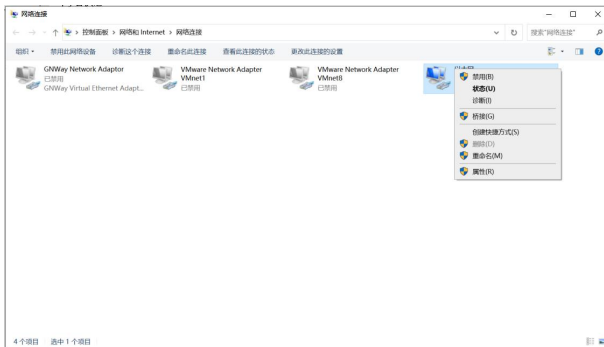 网络连接
控制面板 > 网络和 Internet > 网络连接
搜索"网络连接"
组织 禁用此网络设备 诊断这个连接 重命名此连接 查看此连接的状态 更改此连接的设置
GNWay Network Adaptor
已禁用
GNWay Virtual Ethernet Adapt...
VMware Network Adapter
VMnet1
已禁用
VMware Network Adapter
VMnet8
已禁用
以太网
禁用(B)
状态(U)
诊断(I)
桥接(G)
创建快捷方式(S)
删除(D)
重命名(M)
属性(R)
4 个项目 选中 1 个项目